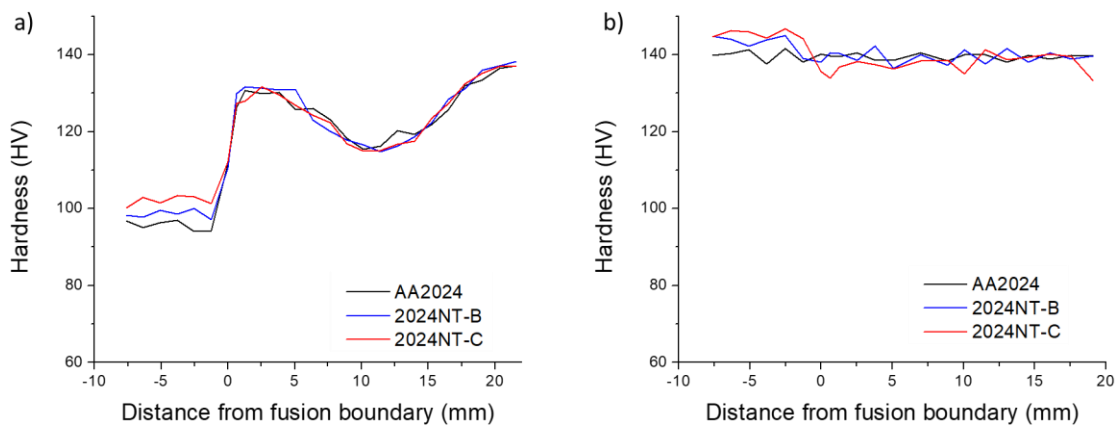 a)
Hardness (HV)
140
120
100
80
60
AA2024
2024NT-B
2024NT-C
-10 -5 0 5 10 15 20
Distance from fusion boundary (mm)
b)
Hardness (HV)
140
120
100
80
60
AA2024
2024NT-B
2024NT-C
-10 -5 0 5 10 15 20
Distance from fusion boundary (mm)